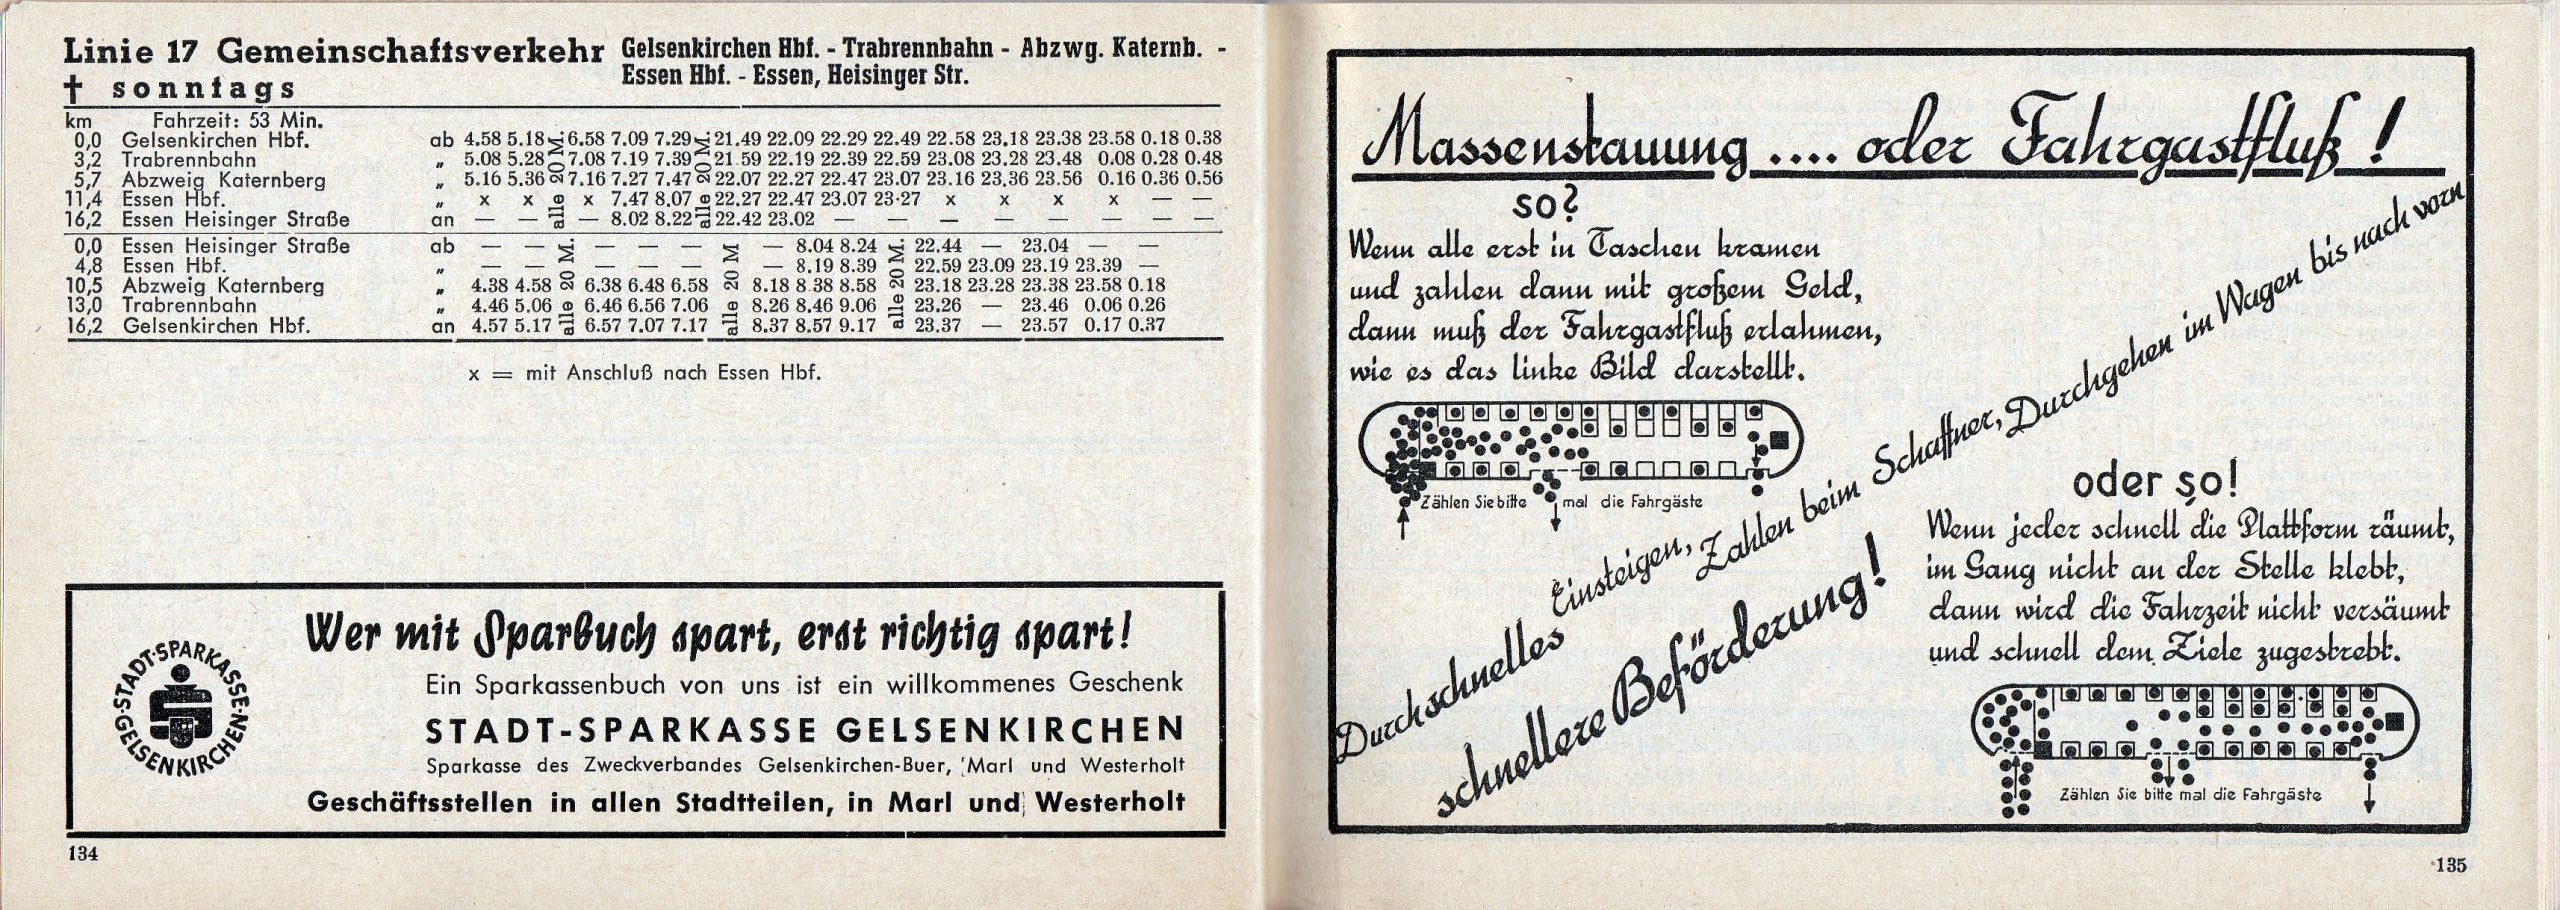 Linie 17 Gemeinschaftsverkehr Gelsenkirchen Hbf. - Trabrennbahn - Abzwg. Katernb. -
Essen Hbf. - Essen, Heisinger Str.
† sonntags
km Fahrzeit: 53 Min.
0,0 Gelsenkirchen Hbf. ab 4.58 5.18 alle 20 M. 6.58 7.09 7.29 alle 20 M. 21.49 22.09 22.29 22.49 22.58 23.18 23.38 23.58 0.18 0.38
3,2 Trabrennbahn „ 5.08 5.28 7.08 7.19 7.39 21.59 22.19 22.39 22.59 23.08 23.28 23.48 0.08 0.28 0.48
5,7 Abzweig Katernberg „ 5.16 5.36 7.16 7.27 7.47 22.07 22.27 22.47 23.07 23.16 23.36 23.56 0.16 0.36 0.56
11,4 Essen Hbf. „ x x x 7.47 8.07 22.27 22.47 23.07 23.27 x x x x — —
16,2 Essen Heisinger Straße an — — — 8.02 8.22 22.42 23.02 — — — — — — — —
0,0 Essen Heisinger Straße ab — — alle 20 M. — — — alle 20 M — 8.04 8.24 alle 20 M. 22.44 — 23.04 — —
4,8 Essen Hbf. „ — — — — — — 8.19 8.39 22.59 23.09 23.19 23.39 —
10,5 Abzweig Katernberg „ 4.38 4.58 6.38 6.48 6.58 8.18 8.38 8.58 23.18 23.28 23.38 23.58 0.18
13,0 Trabrennbahn „ 4.46 5.06 6.46 6.56 7.06 8.26 8.46 9.06 23.26 — 23.46 0.06 0.26
16,2 Gelsenkirchen Hbf. an 4.57 5.17 6.57 7.07 7.17 8.37 8.57 9.17 23.37 — 23.57 0.17 0.37
x = mit Anschluß nach Essen Hbf.
STADT-SPARKASSE · GELSENKIRCHEN ·
Wer mit Sparbuch spart, erst richtig spart!
Ein Sparkassenbuch von uns ist ein willkommenes Geschenk
STADT-SPARKASSE GELSENKIRCHEN
Sparkasse des Zweckverbandes Gelsenkirchen-Buer, Marl und Westerholt
Geschäftsstellen in allen Stadtteilen, in Marl und Westerholt
134
Massenstauung .... oder Fahrgastfluß!
so?
Wenn alle erst in Taschen kramen
und zahlen dann mit großem Geld,
dann muß der Fahrgastfluß erlahmen,
wie es das linke Bild darstellt.
Zählen Sie bitte mal die Fahrgäste
Durch schnelles Einsteigen, Zahlen beim Schaffner, Durchgehen im Wagen bis nach vorn
schnellere Beförderung!
oder so!
Wenn jeder schnell die Plattform räumt,
im Gang nicht an der Stelle klebt,
dann wird die Fahrzeit nicht versäumt
und schnell dem Ziele zugestrebt.
Zählen Sie bitte mal die Fahrgäste
135